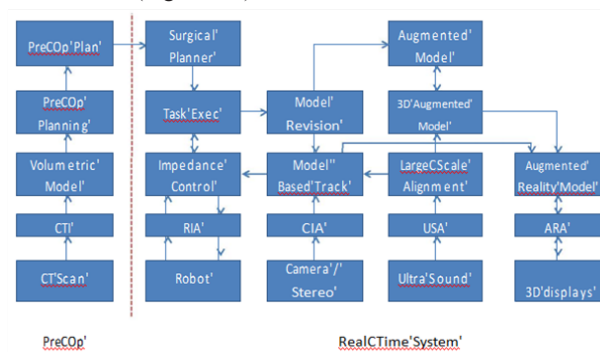 PreCOp'Plan'
Surgical'
Planner'
Augmented'
Model'
PreCOp'
Planning'
Task'Exec'
Model'
Revision'
3D'Augmented'
Model'
Volumetric'
Model'
Impedance'
Control'
Model''
Based'Track'
LargeCScale'
Alignment'
Augmented'
Reality'Model'
CTI'
RIA'
CIA'
USA'
ARA'
CT'Scan'
Robot'
Camera'/'
Stereo'
Ultra'Sound'
3D'displays'
PreCOp'
RealCTime'System'